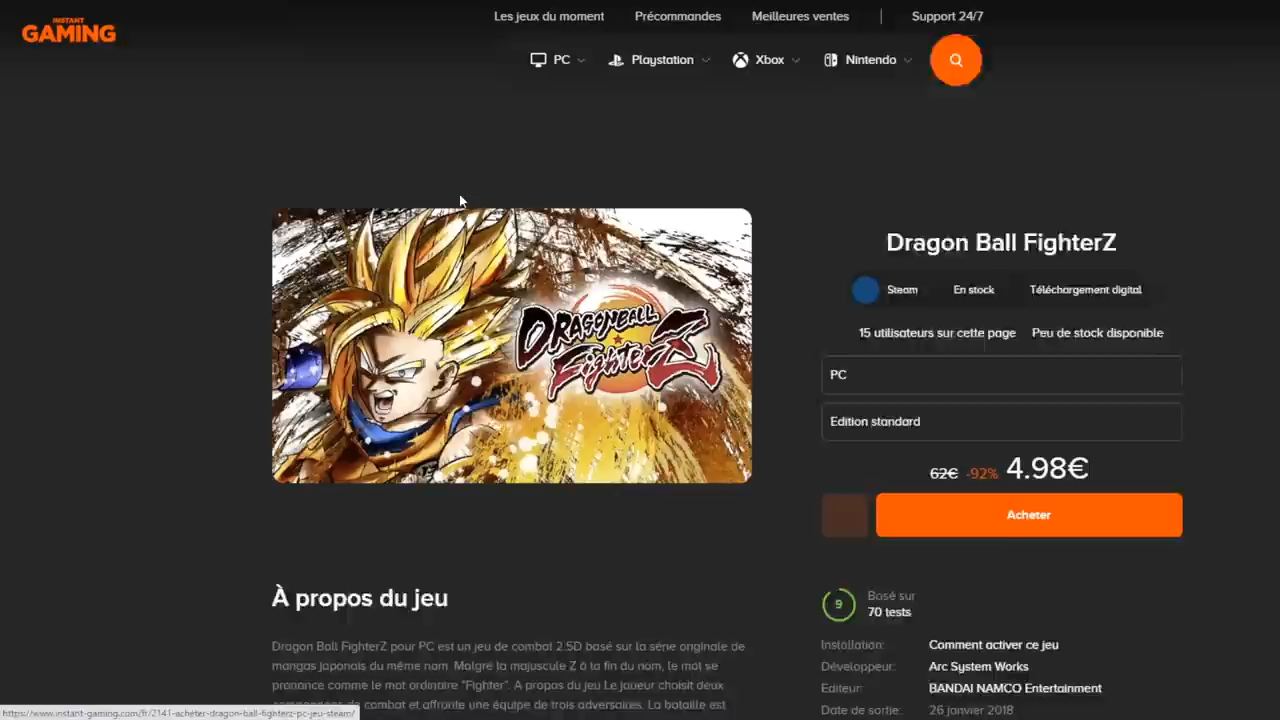 INSTANT
GAMING
Les jeux du moment
Précommandes
Meilleures ventes
Support 24/7
PC
Playstation
Xbox
Nintendo
DRAGONBALL
FighterZ
Dragon Ball FighterZ
Steam
En stock
Téléchargement digital
15 utilisateurs sur cette page
Peu de stock disponible
PC
Edition standard
62€ -92% 4.98€
Acheter
À propos du jeu
Dragon Ball FighterZ pour PC est un jeu de combat 2.5D basé sur la série originale de
mangas japonais du même nom. Malgré la majuscule Z à la fin du nom, le mot se
prononce comme le mot ordinaire "Fighter". A propos du jeu Le joueur choisit deux
combat et affronte une équipe de trois adversaires. La bataille est
9
Basé sur
70 tests
Installation: Comment activer ce jeu
Développeur: Arc System Works
Editeur: BANDAI NAMCO Entertainment
Date de sortie: 26 janvier 2018
https://www.instant-gaming.com/fr/2141-acheter-dragon-ball-fighterz-pc-jeu-steam/